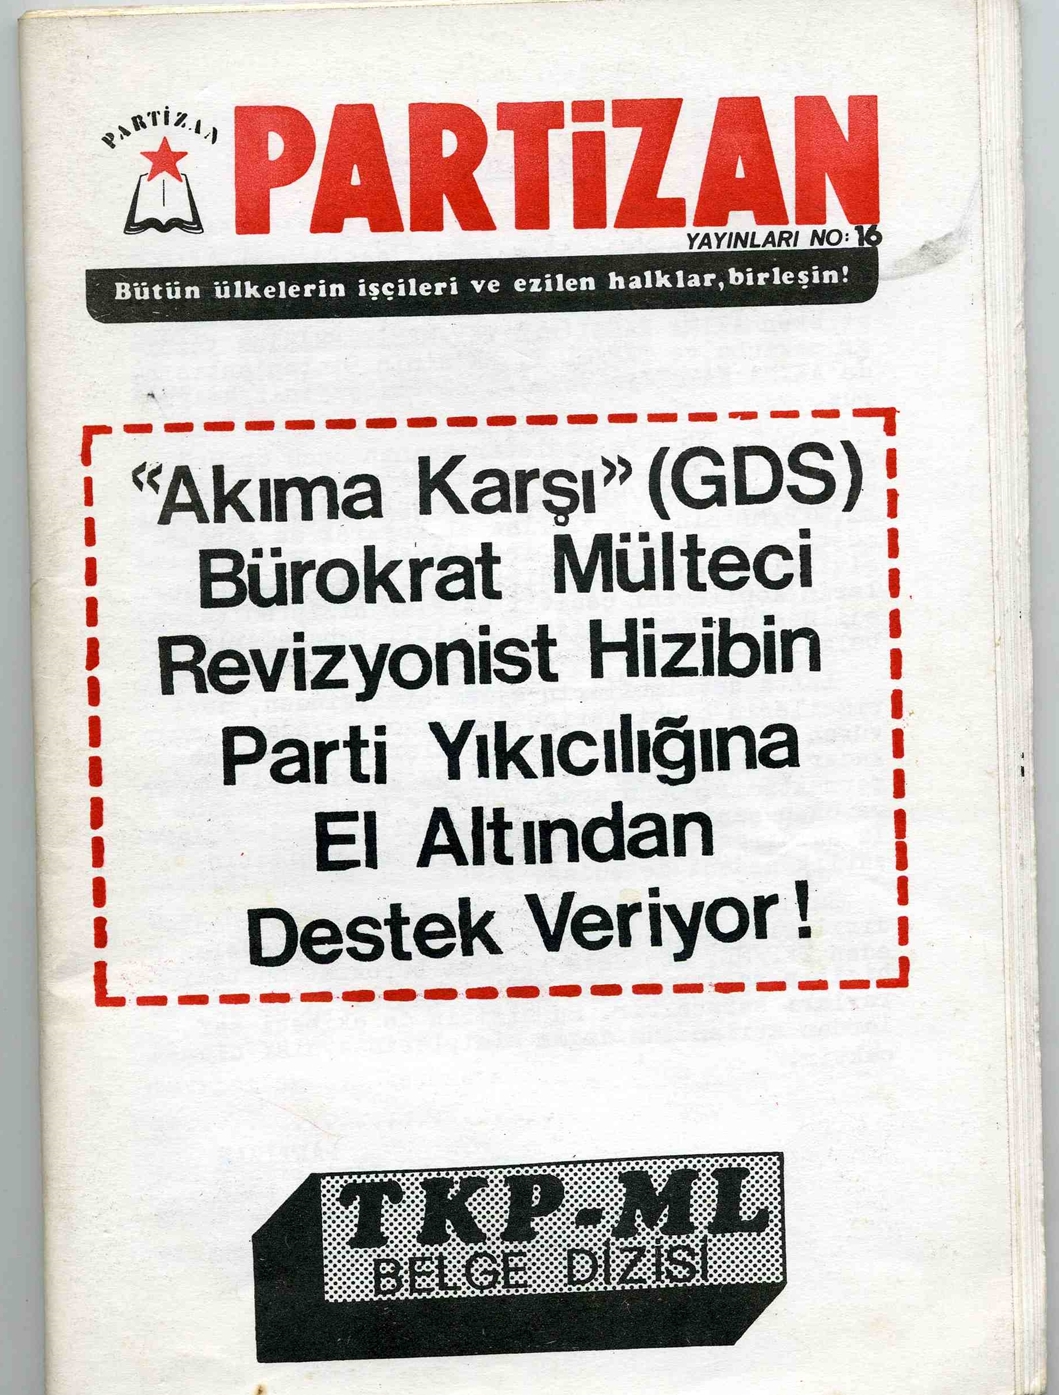 PARTİZAN
PARTİZAN
YAYINLARI NO: 16
Bütün ülkelerin işçileri ve ezilen halklar, birleşin!
«Akıma Karşı» (GDS)
Bürokrat Mülteci
Revizyonist Hizibin
Parti Yıkıcılığına
El Altından
Destek Veriyor!
TKP-ML
BELGE DİZİSİ